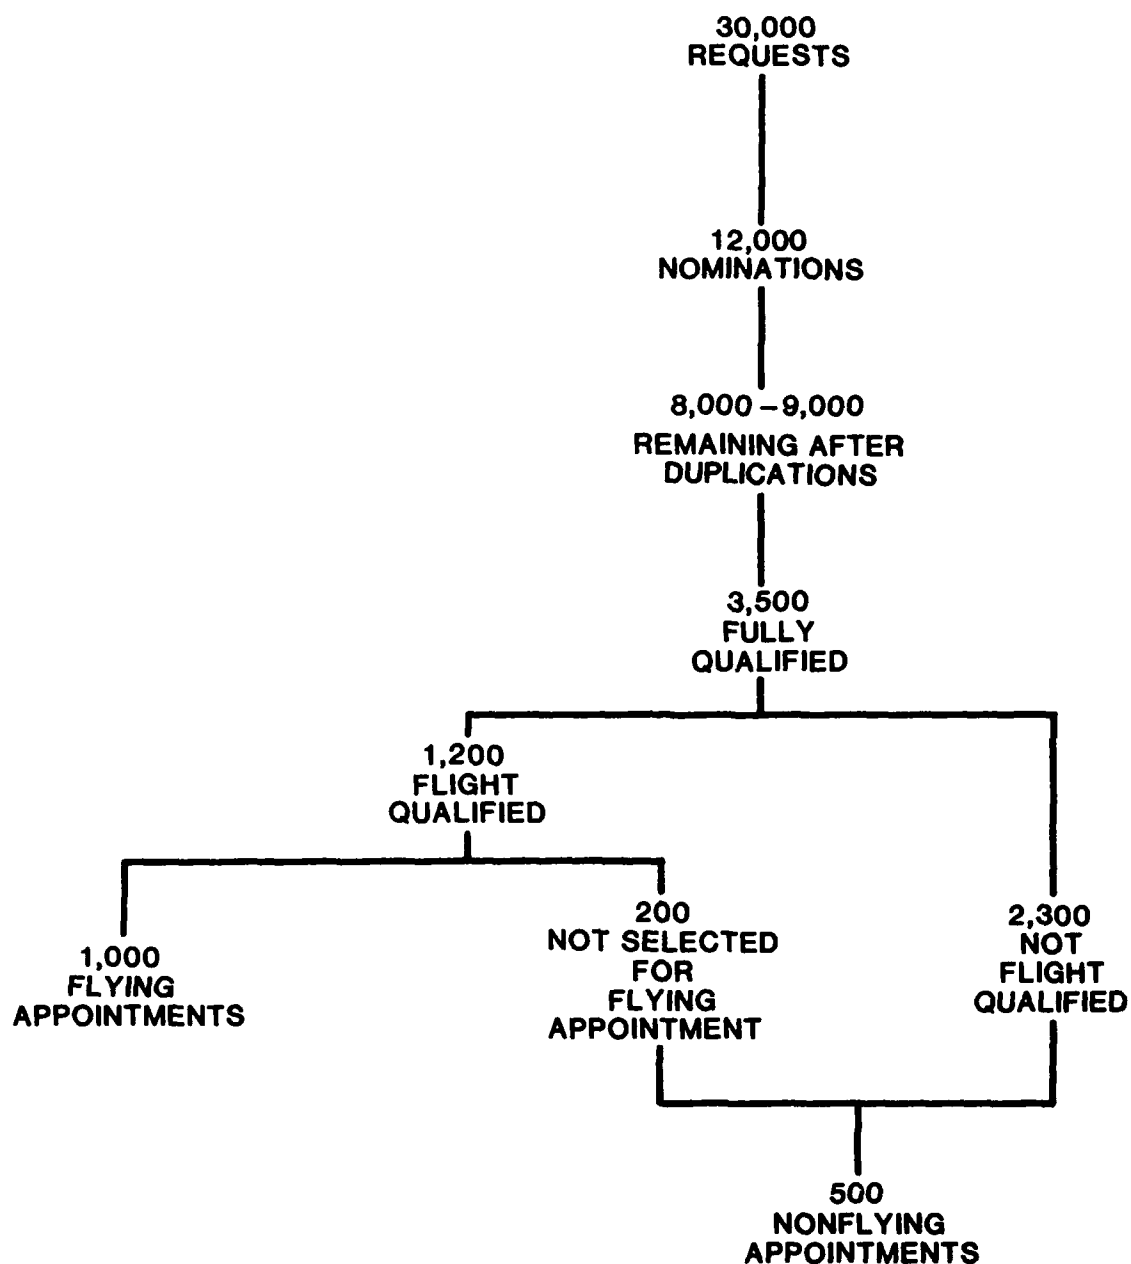 30,000
REQUESTS
12,000
NOMINATIONS
8,000 – 9,000
REMAINING AFTER
DUPLICATIONS
3,500
FULLY
QUALIFIED
1,200
FLIGHT
QUALIFIED
1,000
FLYING
APPOINTMENTS
200
NOT SELECTED
FOR
FLYING
APPOINTMENT
2,300
NOT
FLIGHT
QUALIFIED
500
NONFLYING
APPOINTMENTS